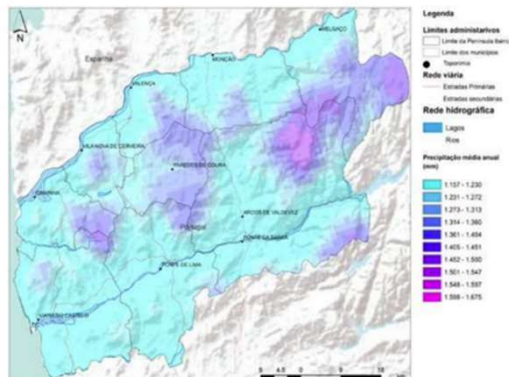 N
Espanha
Portugal
MELGAÇO
MONÇÃO
VALENÇA
VILA NOVA DE CERVEIRA
PAREDES DE COURA
CAMINHA
ARCOS DE VALDEVEZ
PONTE DA BARCA
PONTE DE LIMA
VIANA DO CASTELO
Legenda
Limites administarivos
Limite da Península Ibéric
Limite dos municípios
Toponímia
Rede viária
Estradas Primárias
Estradas secundárias
Rede hidrográfica
Lagos
Rios
Precipitação média anual
(mm)
1.157 - 1.230
1.231 - 1.272
1.273 - 1.313
1.314 - 1.360
1.361 - 1.404
1.405 - 1.451
1.452 - 1.500
1.501 - 1.547
1.548 - 1.597
1.598 - 1.675